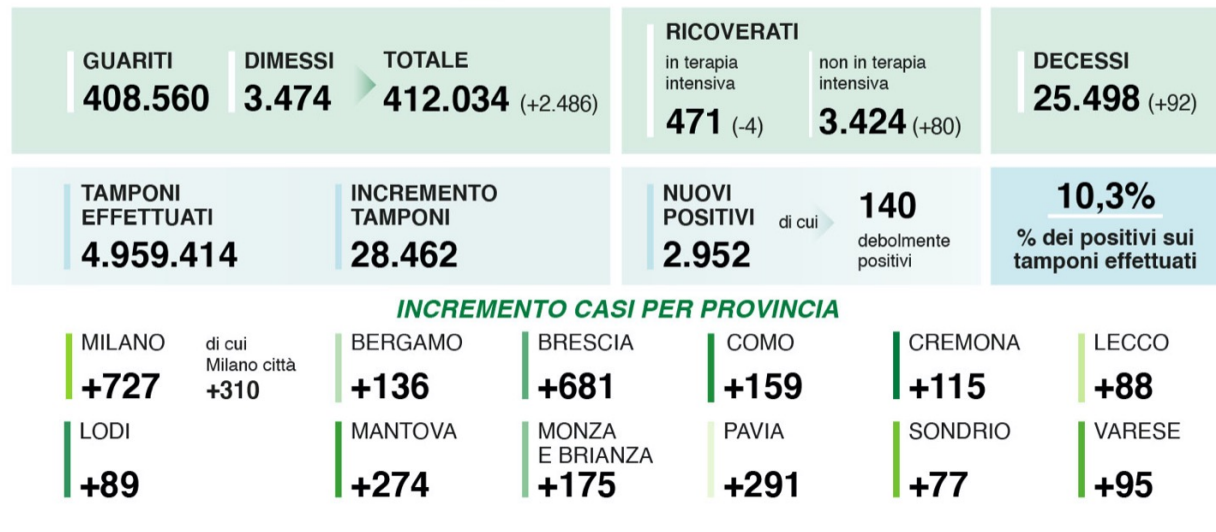 GUARITI
408.560
DIMESSI
3.474
TOTALE
412.034 (+2.486)
RICOVERATI
in terapia
intensiva
471 (-4)
non in terapia
intensiva
3.424 (+80)
DECESSI
25.498 (+92)
TAMPONI
EFFETTUATI
4.959.414
INCREMENTO
TAMPONI
28.462
NUOVI
POSITIVI
2.952
di cui
140
debolmente
positivi
10,3%
% dei positivi sui
tamponi effettuati
INCREMENTO CASI PER PROVINCIA
MILANO
+727
di cui
Milano città
+310
BERGAMO
+136
BRESCIA
+681
COMO
+159
CREMONA
+115
LECCO
+88
LODI
+89
MANTOVA
+274
MONZA
E BRIANZA
+175
PAVIA
+291
SONDRIO
+77
VARESE
+95